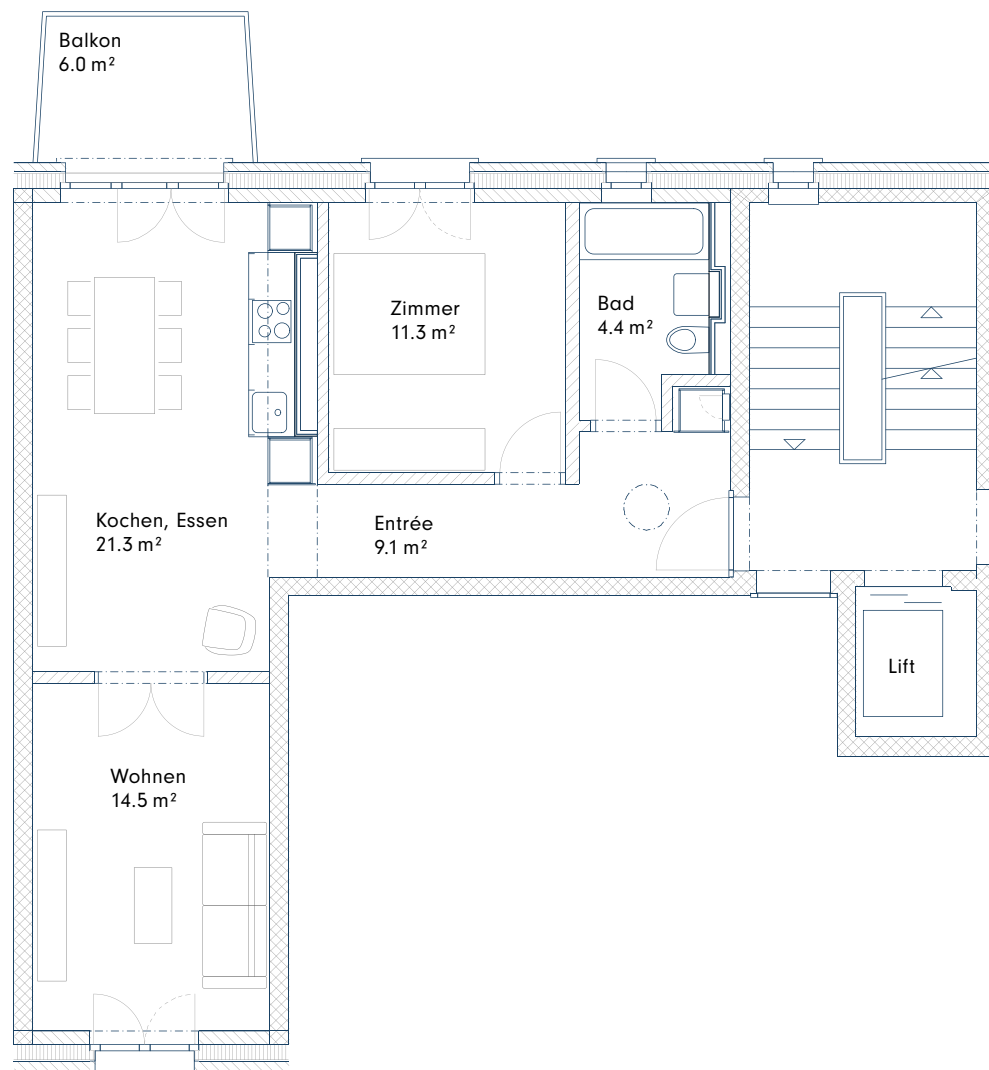 Balkon
6.0 m²
Zimmer
11.3 m²
Bad
4.4 m²
Kochen, Essen
21.3 m²
Entrée
9.1 m²
Lift
Wohnen
14.5 m²